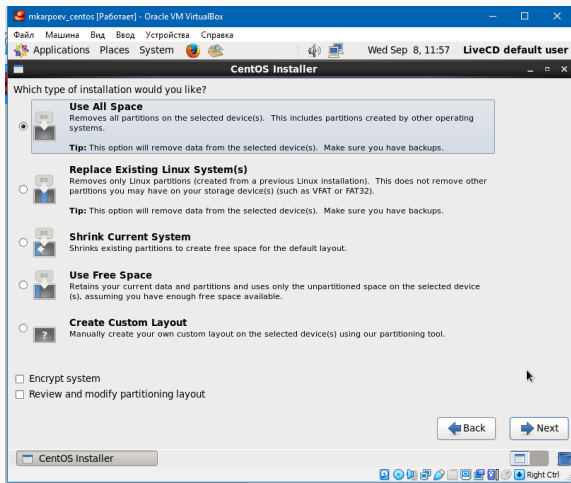 mkarpoev_centos [Работает] - Oracle VM VirtualBox
Файл Машина Вид Ввод Устройства Справка
Applications Places System Wed Sep 8, 11:57 LiveCD default user
CentOS Installer
Which type of installation would you like?
Use All Space
Removes all partitions on the selected device(s). This includes partitions created by other operating
systems.
Tip: This option will remove data from the selected device(s). Make sure you have backups.
Replace Existing Linux System(s)
Removes only Linux partitions (created from a previous Linux installation). This does not remove other
partitions you may have on your storage device(s) (such as VFAT or FAT32).
Tip: This option will remove data from the selected device(s). Make sure you have backups.
Shrink Current System
Shrinks existing partitions to create free space for the default layout.
Use Free Space
Retains your current data and partitions and uses only the unpartitioned space on the selected device
(s), assuming you have enough free space available.
Create Custom Layout
Manually create your own custom layout on the selected device(s) using our partitioning tool.
Encrypt system
Review and modify partitioning layout
Back Next
CentOS Installer
Right Ctrl